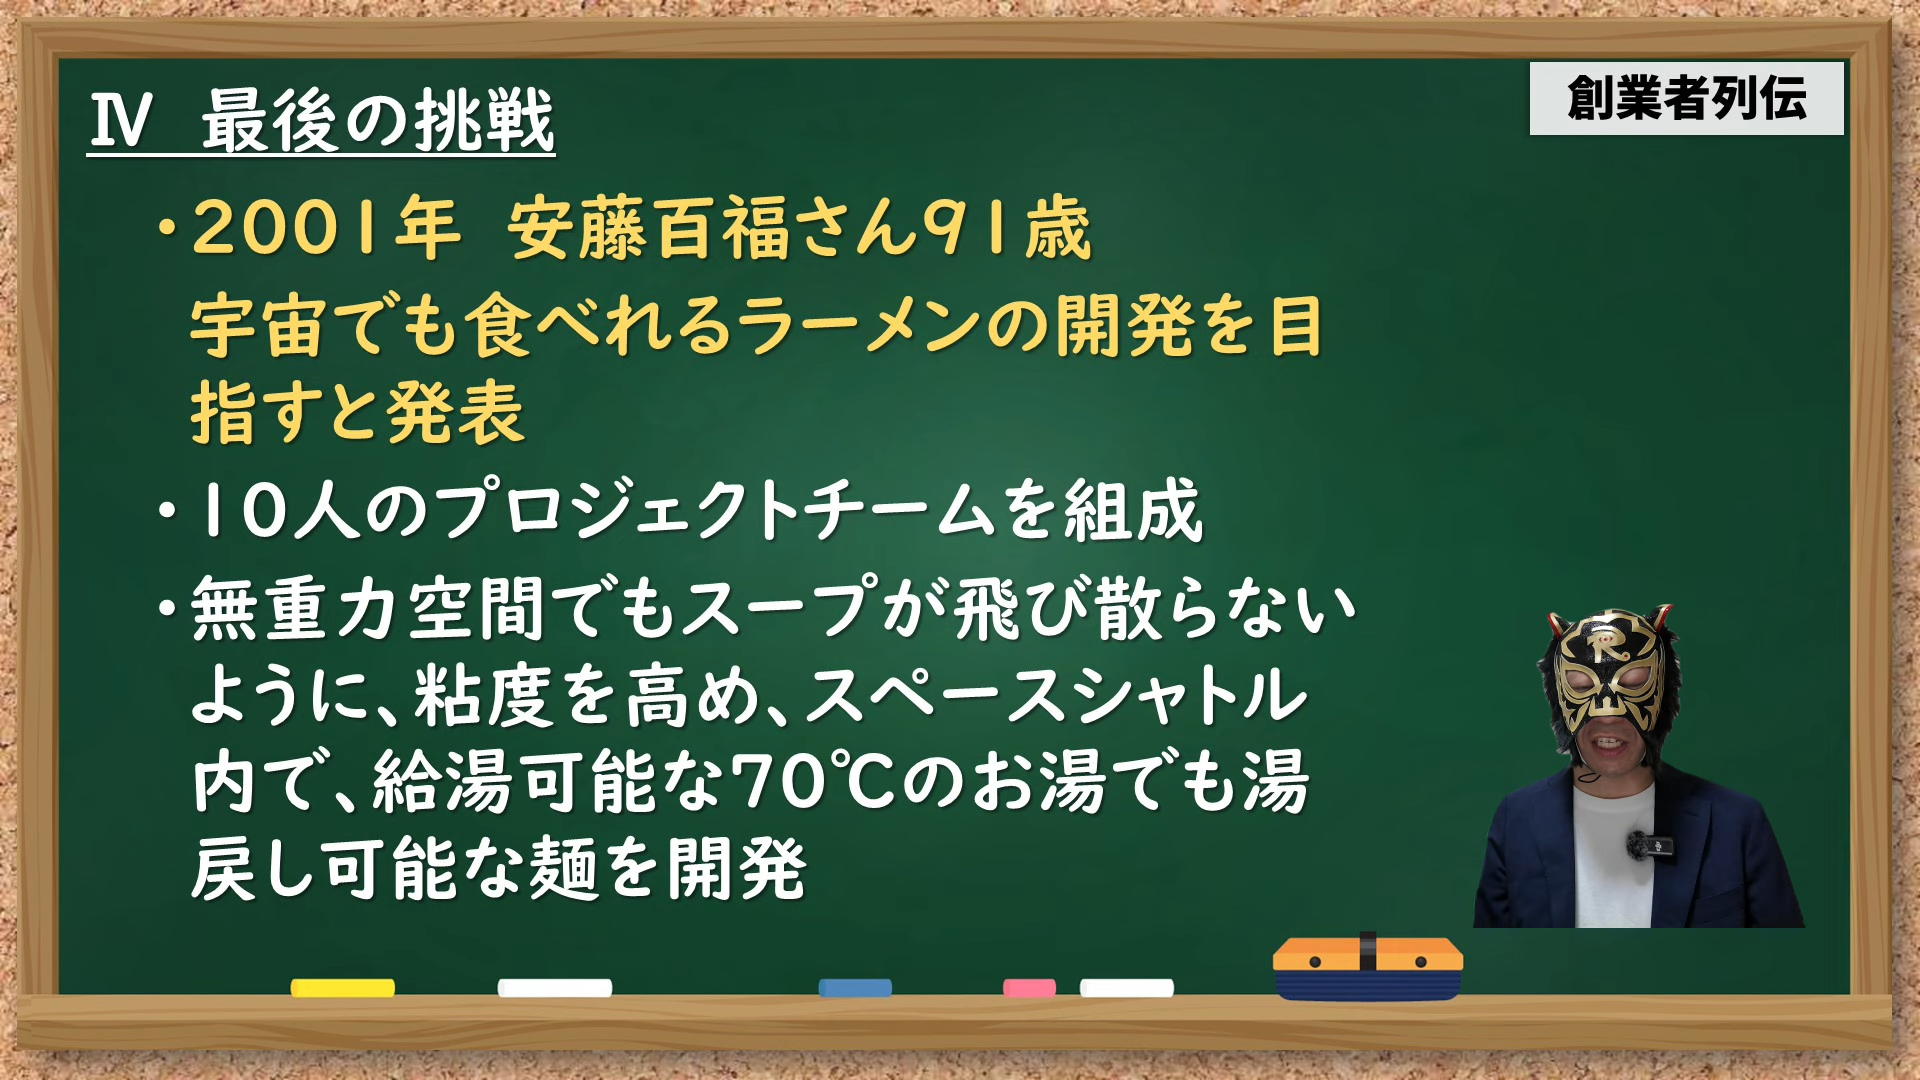 創業者列伝
Ⅳ　最後の挑戦
・2001年　安藤百福さん91歳
宇宙でも食べれるラーメンの開発を目
指すと発表
・10人のプロジェクトチームを組成
・無重力空間でもスープが飛び散らない
ように、粘度を高め、スペースシャトル
内で、給湯可能な70℃のお湯でも湯
戻し可能な麺を開発
R